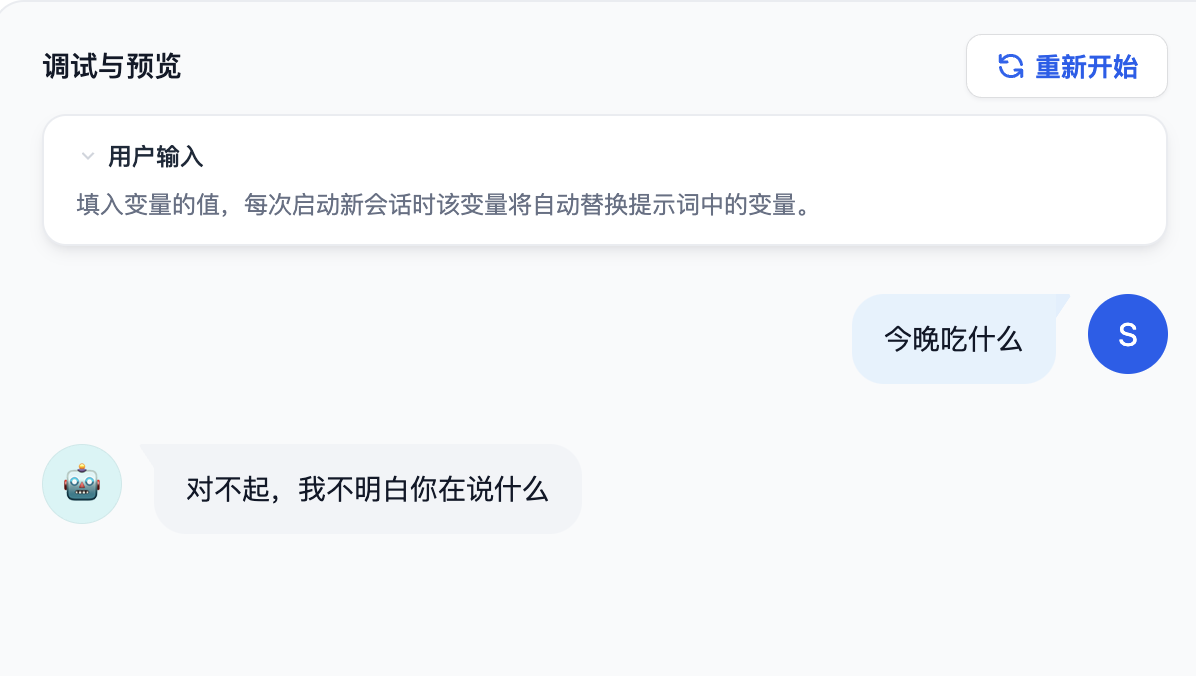 调试与预览
重新开始
用户输入
填入变量的值，每次启动新会话时该变量将自动替换提示词中的变量。
今晚吃什么
S
对不起，我不明白你在说什么